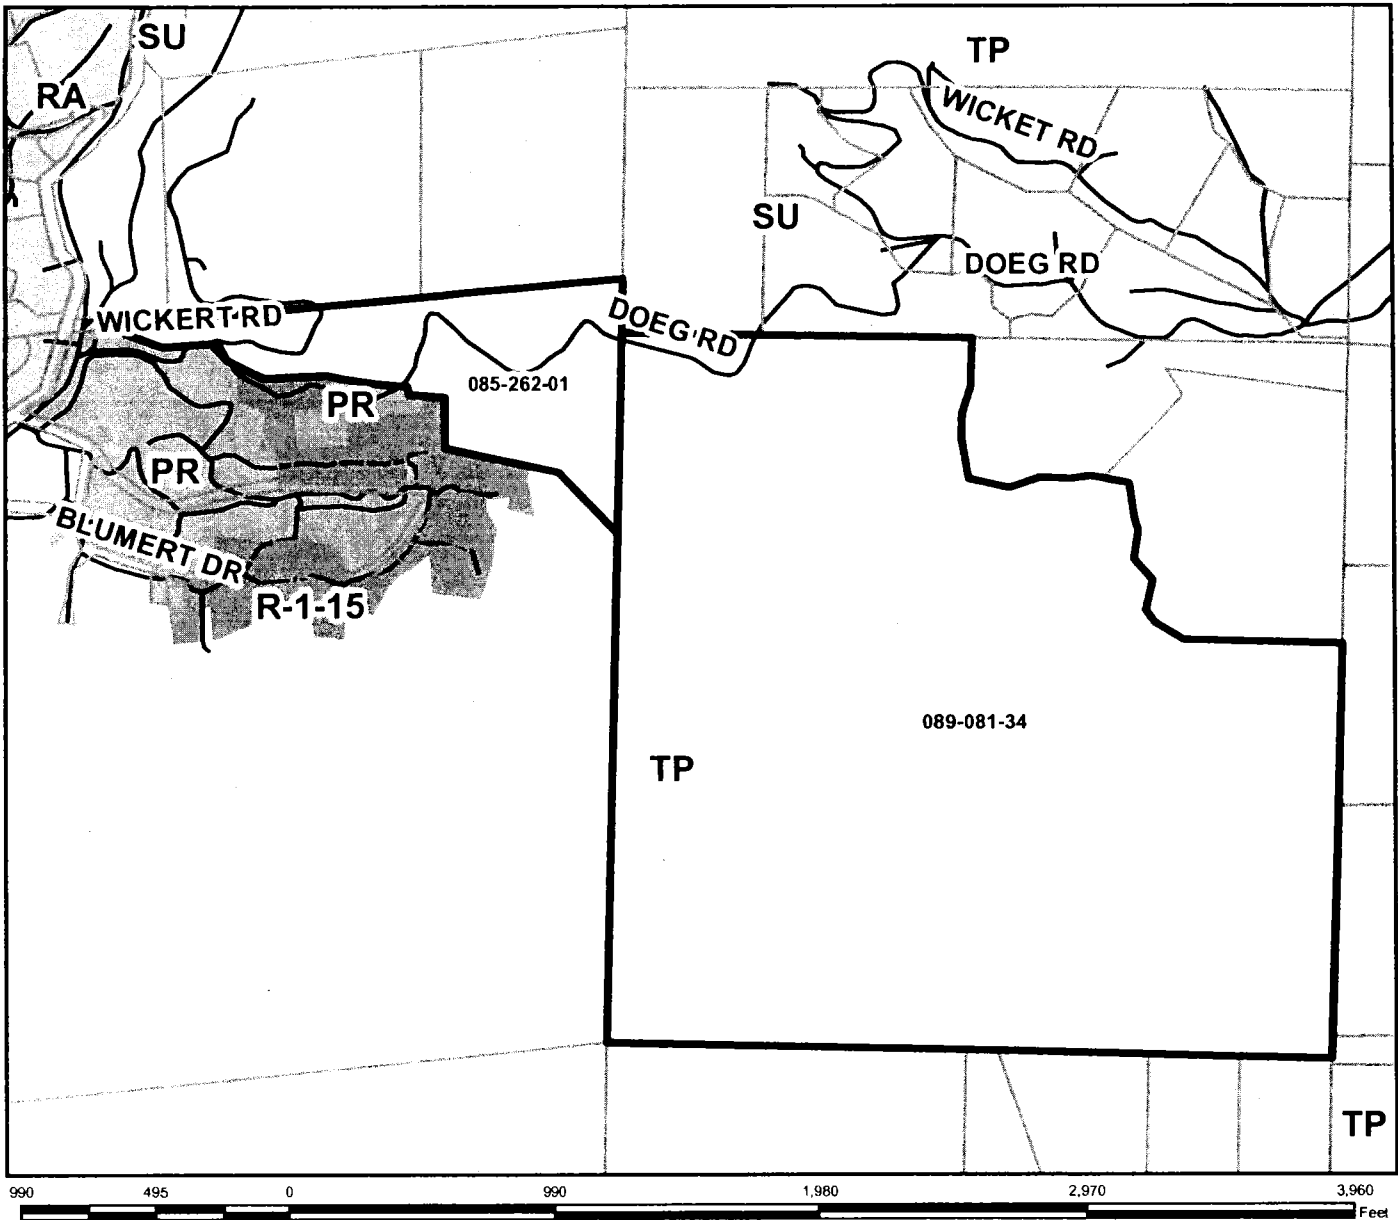 SU
TP
RA
WICKET RD
SU
DOEG RD
WICKERT RD
DOEG RD
085-262-01
PR
PR
BLUMERT DR
R-1-15
089-081-34
TP
TP
990 495 0 990 1,980 2,970 3,960
Feet